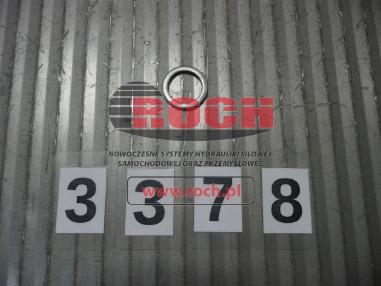 ROCH
NOWOCZESNE SYSTEMY HYDRAULIKI SIŁOWEJ
SAMOCHODOWEJ ORAZ PRZEMYSŁOWEJ.
3 3 7 8
www.roch.pl